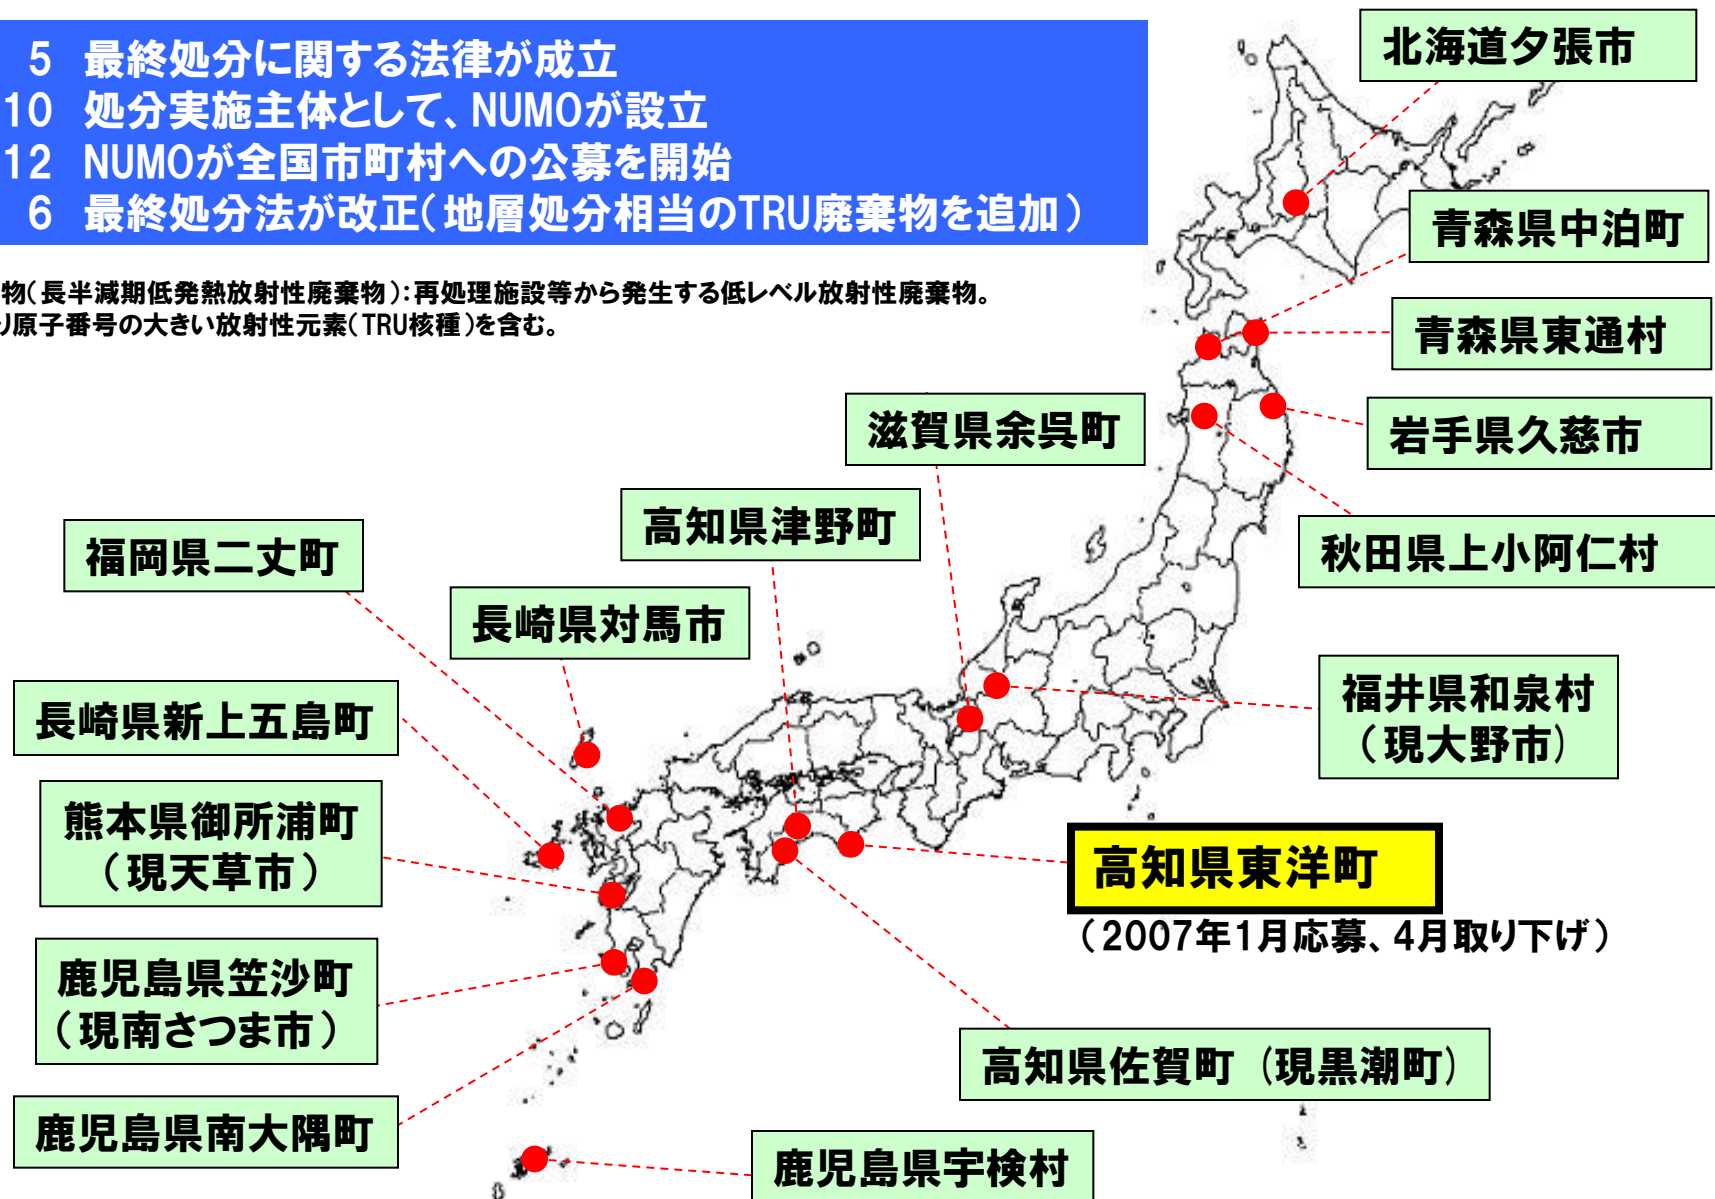 5 最終処分に関する法律が成立
10 処分実施主体として、NUMOが設立
12 NUMOが全国市町村への公募を開始
6 最終処分法が改正(地層処分相当のTRU廃棄物を追加)
物(長半減期低発熱放射性廃棄物):再処理施設等から発生する低レベル放射性廃棄物。
り原子番号の大きい放射性元素(TRU核種)を含む。
北海道夕張市
青森県中泊町
青森県東通村
岩手県久慈市
秋田県上小阿仁村
滋賀県余呉町
高知県津野町
福岡県二丈町
長崎県対馬市
長崎県新上五島町
福井県和泉村
(現大野市)
熊本県御所浦町
(現天草市)
高知県東洋町
(2007年1月応募、4月取り下げ)
鹿児島県笠沙町
(現南さつま市)
高知県佐賀町 (現黒潮町)
鹿児島県南大隅町
鹿児島県宇検村